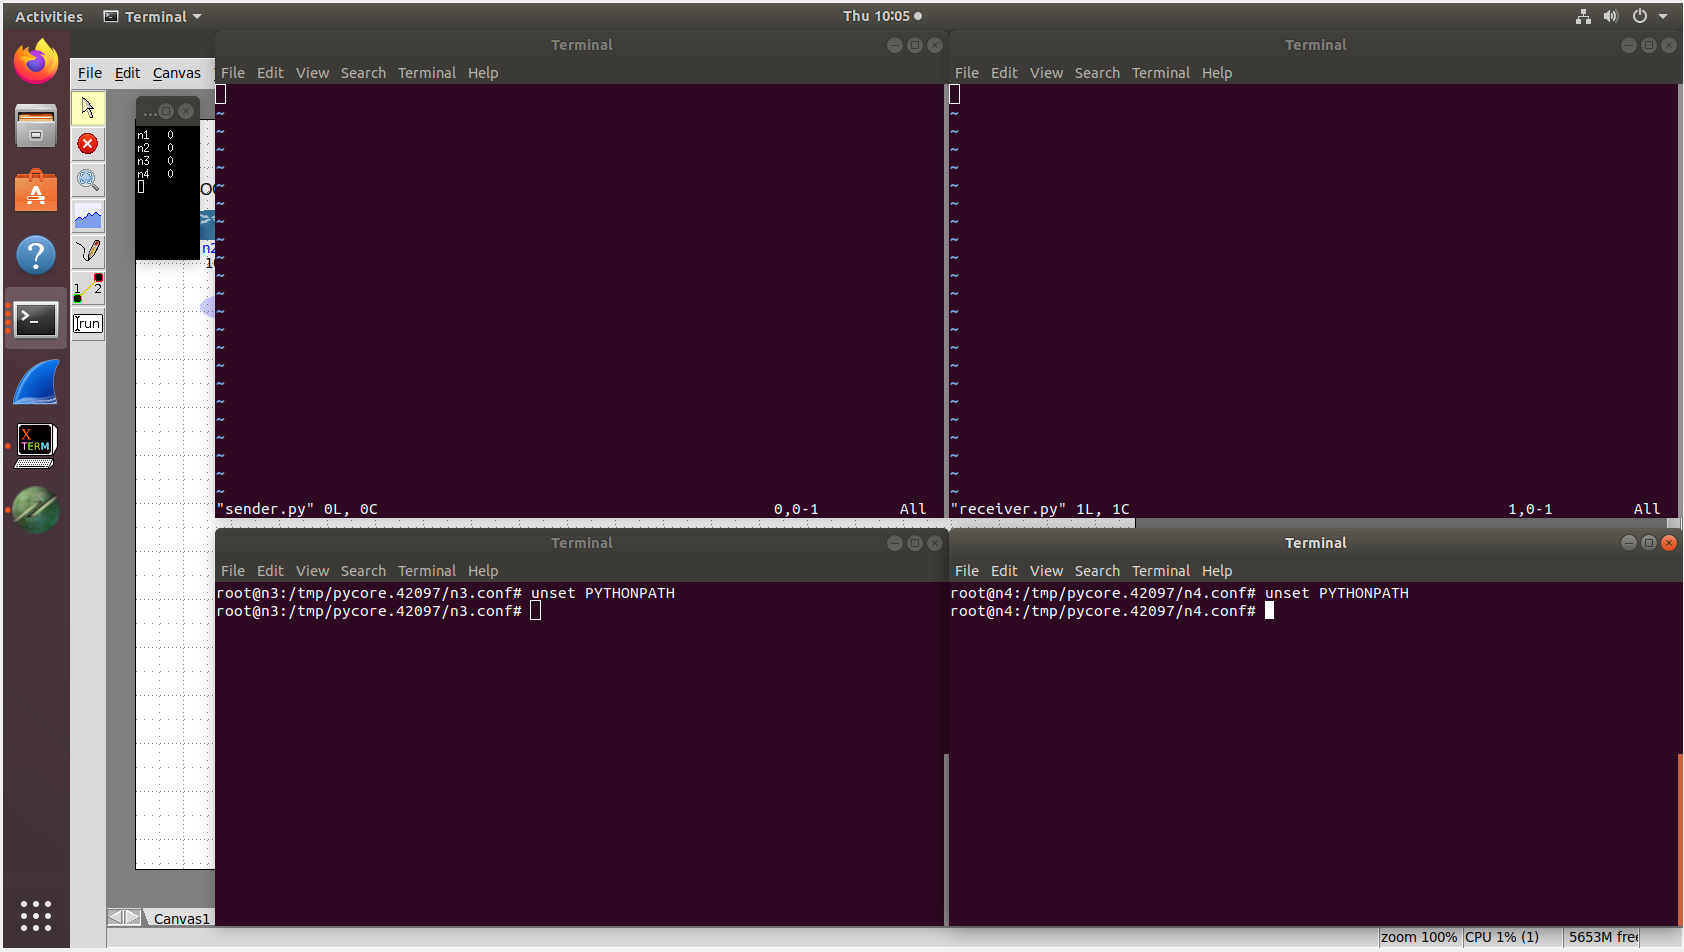 Activities Terminal Thu 10:05
Terminal
File Edit View Search Terminal Help
"sender.py" 0L, 0C 0,0-1 All
Terminal
File Edit View Search Terminal Help
"receiver.py" 1L, 1C 1,0-1 All
File Edit Canvas
...
n1 0
n2 0
n3 0
n4 0
n2
1 2
run
X
TERM
Terminal
File Edit View Search Terminal Help
root@n3:/tmp/pycore.42097/n3.conf# unset PYTHONPATH
root@n3:/tmp/pycore.42097/n3.conf#
Terminal
File Edit View Search Terminal Help
root@n4:/tmp/pycore.42097/n4.conf# unset PYTHONPATH
root@n4:/tmp/pycore.42097/n4.conf#
Canvas1
zoom 100% CPU 1% (1) 5653M free